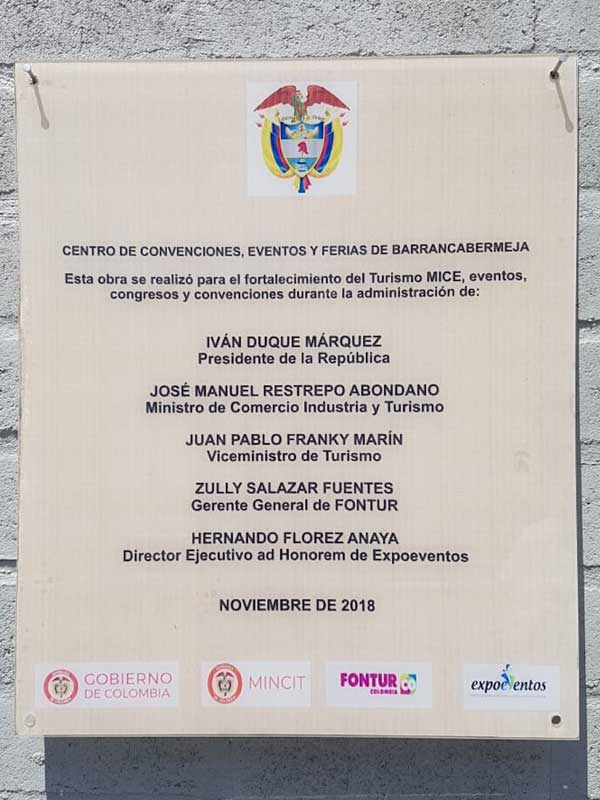 CENTRO DE CONVENCIONES, EVENTOS Y FERIAS DE BARRANCABERMEJA
Esta obra se realizó para el fortalecimiento del Turismo MICE, eventos,
congresos y convenciones durante la administración de:
IVÁN DUQUE MÁRQUEZ
Presidente de la República
JOSÉ MANUEL RESTREPO ABONDANO
Ministro de Comercio Industria y Turismo
JUAN PABLO FRANKY MARÍN
Viceministro de Turismo
ZULLY SALAZAR FUENTES
Gerente General de FONTUR
HERNANDO FLOREZ ANAYA
Director Ejecutivo ad Honorem de Expoeventos
NOVIEMBRE DE 2018
GOBIERNO
DE COLOMBIA
MINCIT
FONTUR
COLOMBIA
expoeventos